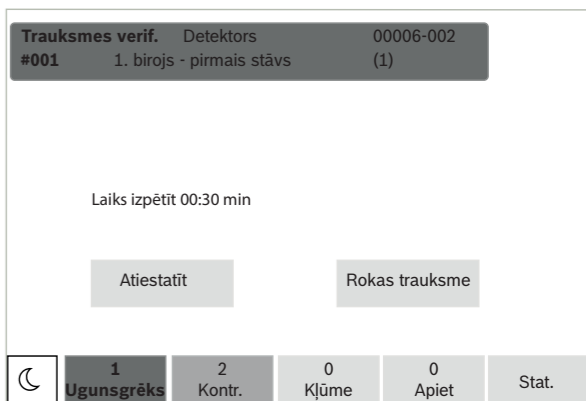 Trauksmes verif. Detektors 00006-002
#001 1. birojs - pirmais stāvs (1)
Laiks izpētīt 00:30 min
Atiestatīt Rokas trauksme
1 2 0 0
Ugunsgrēks Kontr. Kļūme Apiet Stat.